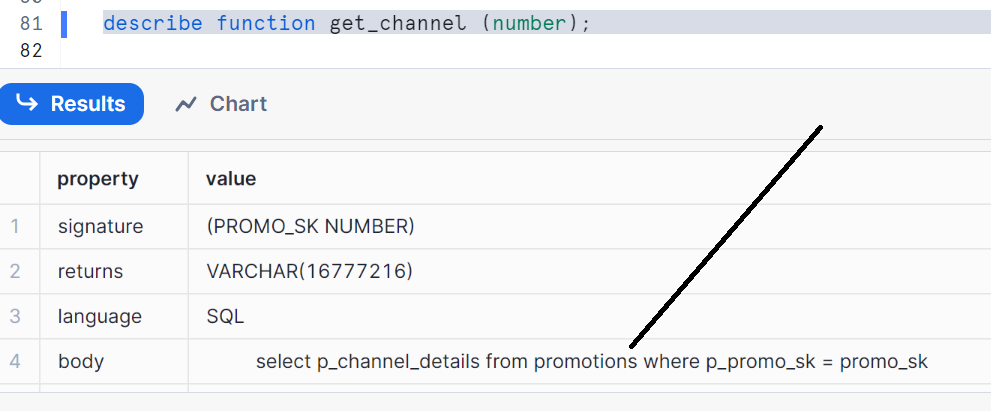 81 describe function get_channel (number);
82
Results Chart
property value
1 signature (PROMO_SK NUMBER)
2 returns VARCHAR(16777216)
3 language SQL
4 body select p_channel_details from promotions where p_promo_sk = promo_sk